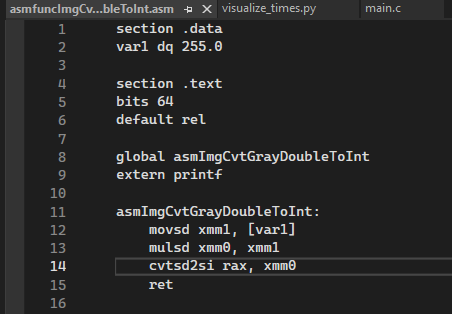 asmfuncImgCv...bleToInt.asm visualize_times.py main.c
1 section .data
2 var1 dq 255.0
3
4 section .text
5 bits 64
6 default rel
7
8 global asmImgCvtGrayDoubleToInt
9 extern printf
10
11 asmImgCvtGrayDoubleToInt:
12 movsd xmm1, [var1]
13 mulsd xmm0, xmm1
14 cvtsd2si rax, xmm0
15 ret
16